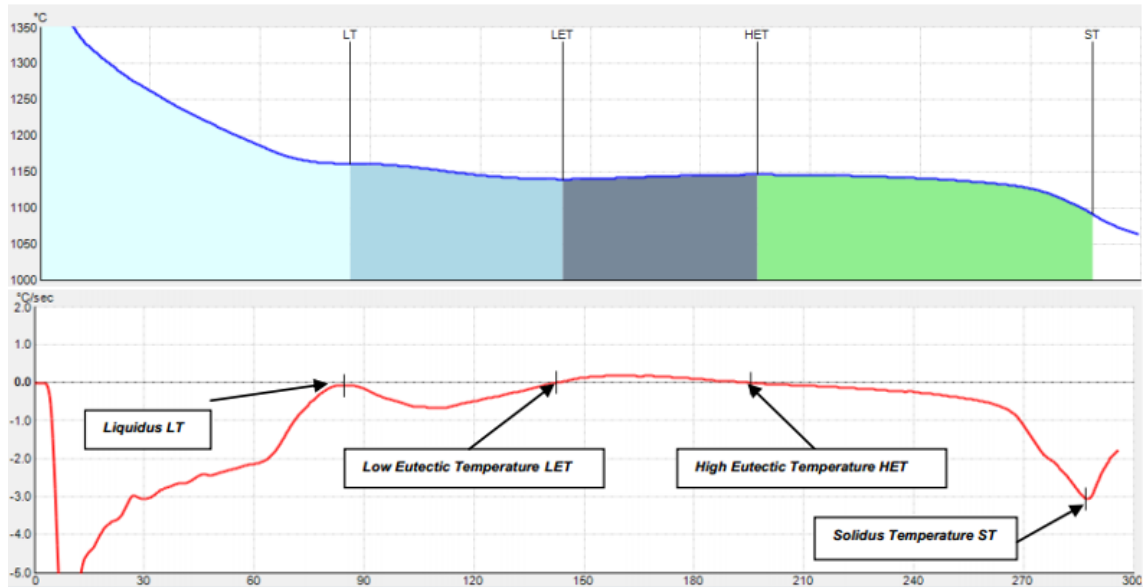 °C
LT LET HET ST
1350
1300
1250
1200
1150
1100
1050
1000
°C/sec
2.0
1.0
0.0
-1.0
-2.0
-3.0
-4.0
-5.0
Liquidus LT
Low Eutectic Temperature LET
High Eutectic Temperature HET
Solidus Temperature ST
0 30 60 90 120 150 180 210 240 270 300